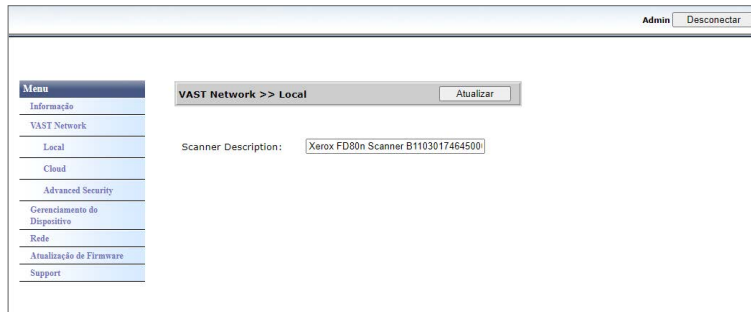 Admin Desconectar
Menu
Informação
VAST Network
Local
Cloud
Advanced Security
Gerenciamento do
Dispositivo
Rede
Atualização de Firmware
Support
VAST Network >> Local Atualizar
Scanner Description: Xerox FD80n Scanner B1103017464500